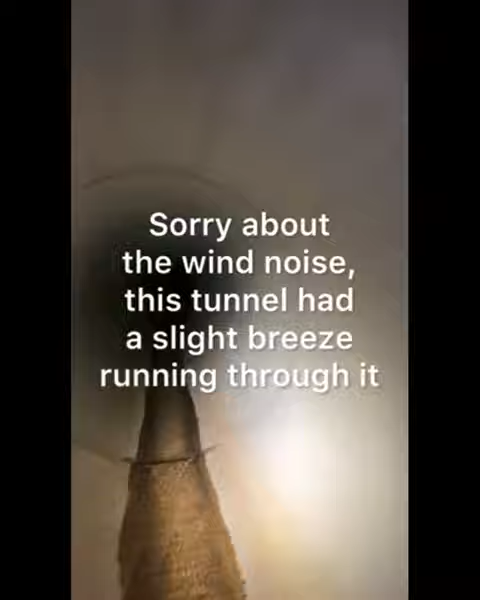 Sorry about
the wind noise,
this tunnel had
a slight breeze
running through it